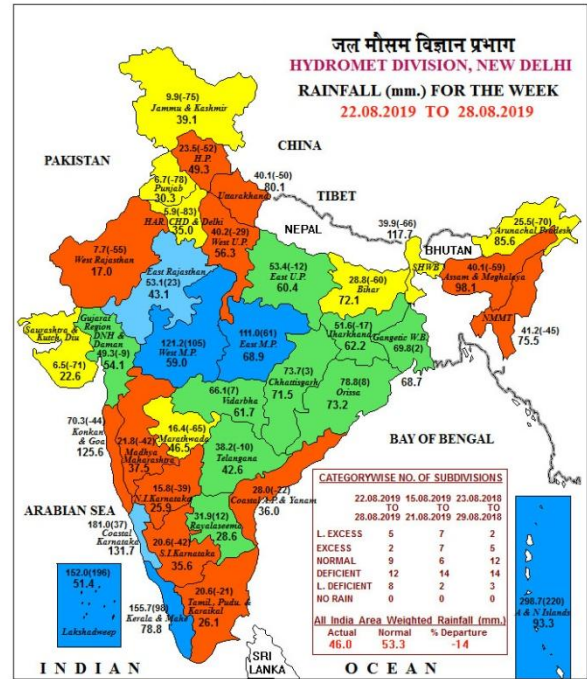 जल मौसम विज्ञान प्रभाग
HYDROMET DIVISION, NEW DELHI
RAINFALL (mm.) FOR THE WEEK
22.08.2019 TO 28.08.2019
9.9(-75)
Jammu & Kashmir
39.1
CHINA
PAKISTAN
23.5(-52)
H.P.
49.3
6.7(-78)
Punjab
30.3
40.1(-50)
80.1
Uttarakhand
TIBET
5.9(-83)
HAR. CHD & Delhi
35.0
40.2(-29)
West U.P.
56.3
NEPAL
39.9(-66)
117.7
SHWB
BHUTAN
25.5(-70)
Arunachal Pradesh
85.6
7.7(-55)
West Rajasthan
17.0
East Rajasthan
53.1(23)
43.1
53.4(-12)
East U.P.
60.4
28.8(-60)
Bihar
72.1
40.1(-59)
Assam & Meghalaya
98.1
NMMT
41.2(-45)
75.5
Gujarat
Region
DNH &
Daman
49.3(-9)
54.1
Saurashtra &
Kutch, Diu
6.5(-71)
22.6
121.2(105)
West M.P.
59.0
111.0(61)
East M.P.
68.9
51.6(-17)
Jharkhand
62.2
Gangetic W.B.
69.8(2)
68.7
73.7(3)
Chhattisgarh
71.5
78.8(8)
Orissa
73.2
66.1(7)
Vidarbha
61.7
70.3(-44)
Konkan
& Goa
125.6
21.8(-42)
Madhya
Maharashtra
37.5
16.4(-65)
Marathwada
46.5
38.2(-10)
Telangana
42.6
BAY OF BENGAL
15.8(-39)
N.I.Karnataka
25.9
28.0(-22)
Coastal A.P. & Yanam
36.0
ARABIAN SEA
181.0(37)
Coastal
Karnataka
131.7
31.9(12)
Rayalaseema
28.6
20.6(-42)
S.I.Karnataka
35.6
152.0(196)
51.4
Lakshadweep
155.7(98)
Kerala & Mahe
78.8
20.6(-21)
Tamil, Pudu. &
Karaikal
26.1
298.7(220)
A & N Islands
93.3
CATEGORYWISE NO. OF SUBDIVISIONS
22.08.2019 15.08.2019 23.08.2018
TO TO TO
28.08.2019 21.08.2019 29.08.2018
L. EXCESS 5 7 2
EXCESS 2 7 5
NORMAL 9 6 12
DEFICIENT 12 14 14
L. DEFICIENT 8 2 3
NO RAIN 0 0 0
All India Area Weighted Rainfall (mm.)
Actual Normal % Departure
46.0 53.3 -14
SRI
LANKA
INDIAN OCEAN